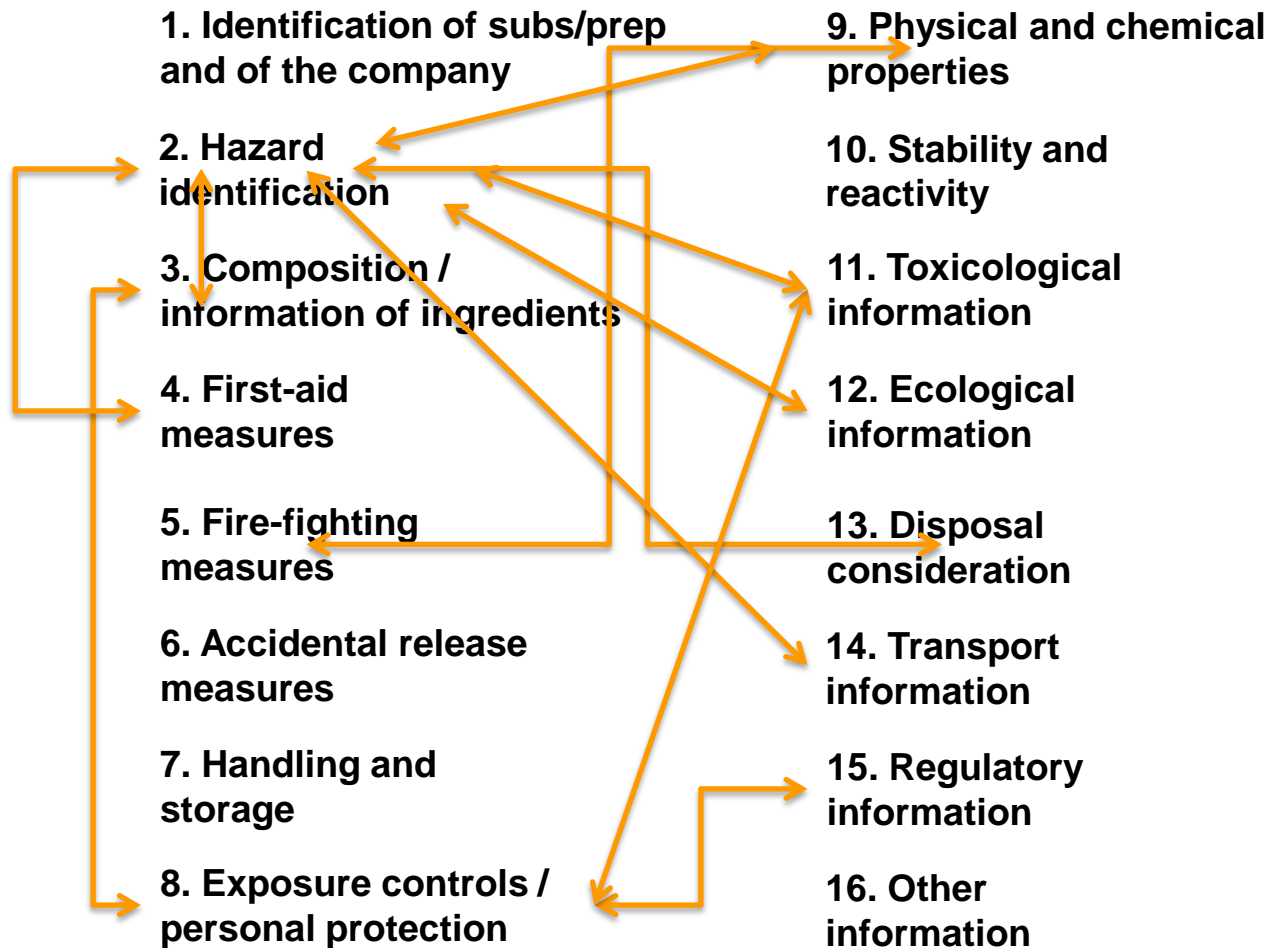 1. Identification of subs/prep
and of the company
2. Hazard
identification
3. Composition /
information of ingredients
4. First-aid
measures
5. Fire-fighting
measures
6. Accidental release
measures
7. Handling and
storage
8. Exposure controls /
personal protection
9. Physical and chemical
properties
10. Stability and
reactivity
11. Toxicological
information
12. Ecological
information
13. Disposal
consideration
14. Transport
information
15. Regulatory
information
16. Other
information